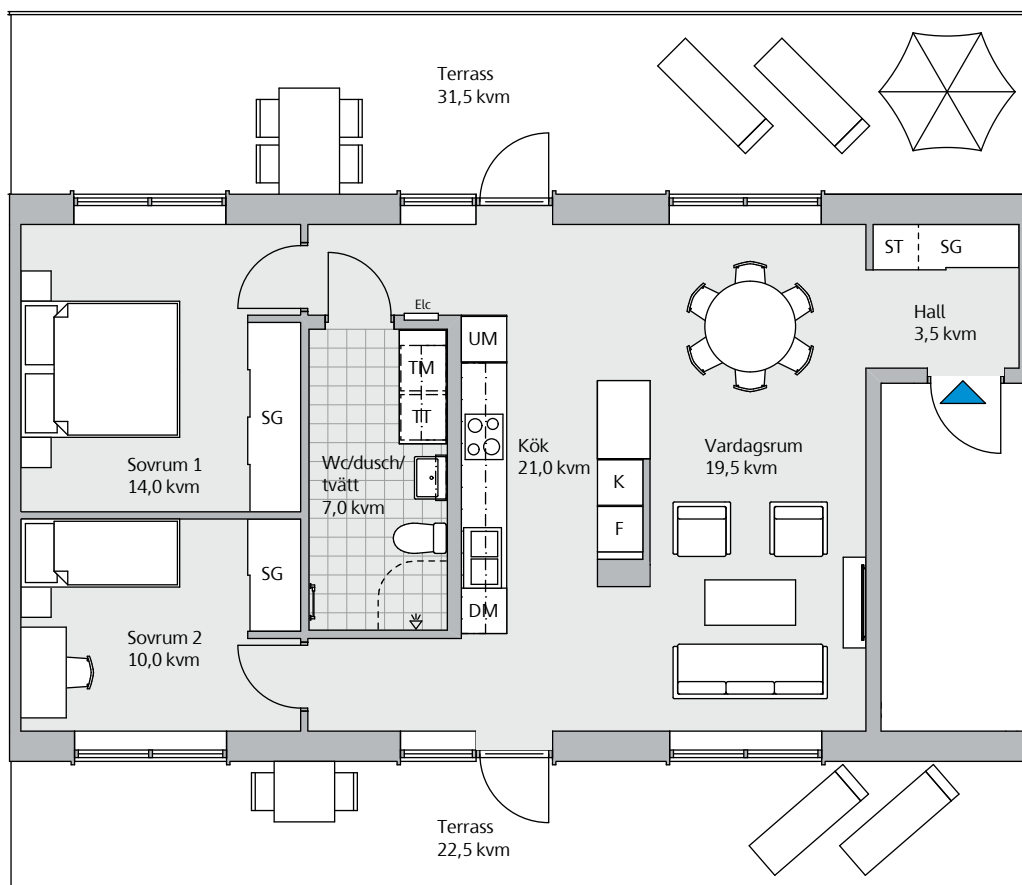 Terrass
31,5 kvm
ST
SG
Elc
Hall
3,5 kvm
UM
TM
SG
TT
Kök
21,0 kvm
Vardagsrum
19,5 kvm
Sovrum 1
14,0 kvm
Wc/dusch/
tvätt
7,0 kvm
K
F
SG
DM
Sovrum 2
10,0 kvm
Terrass
22,5 kvm